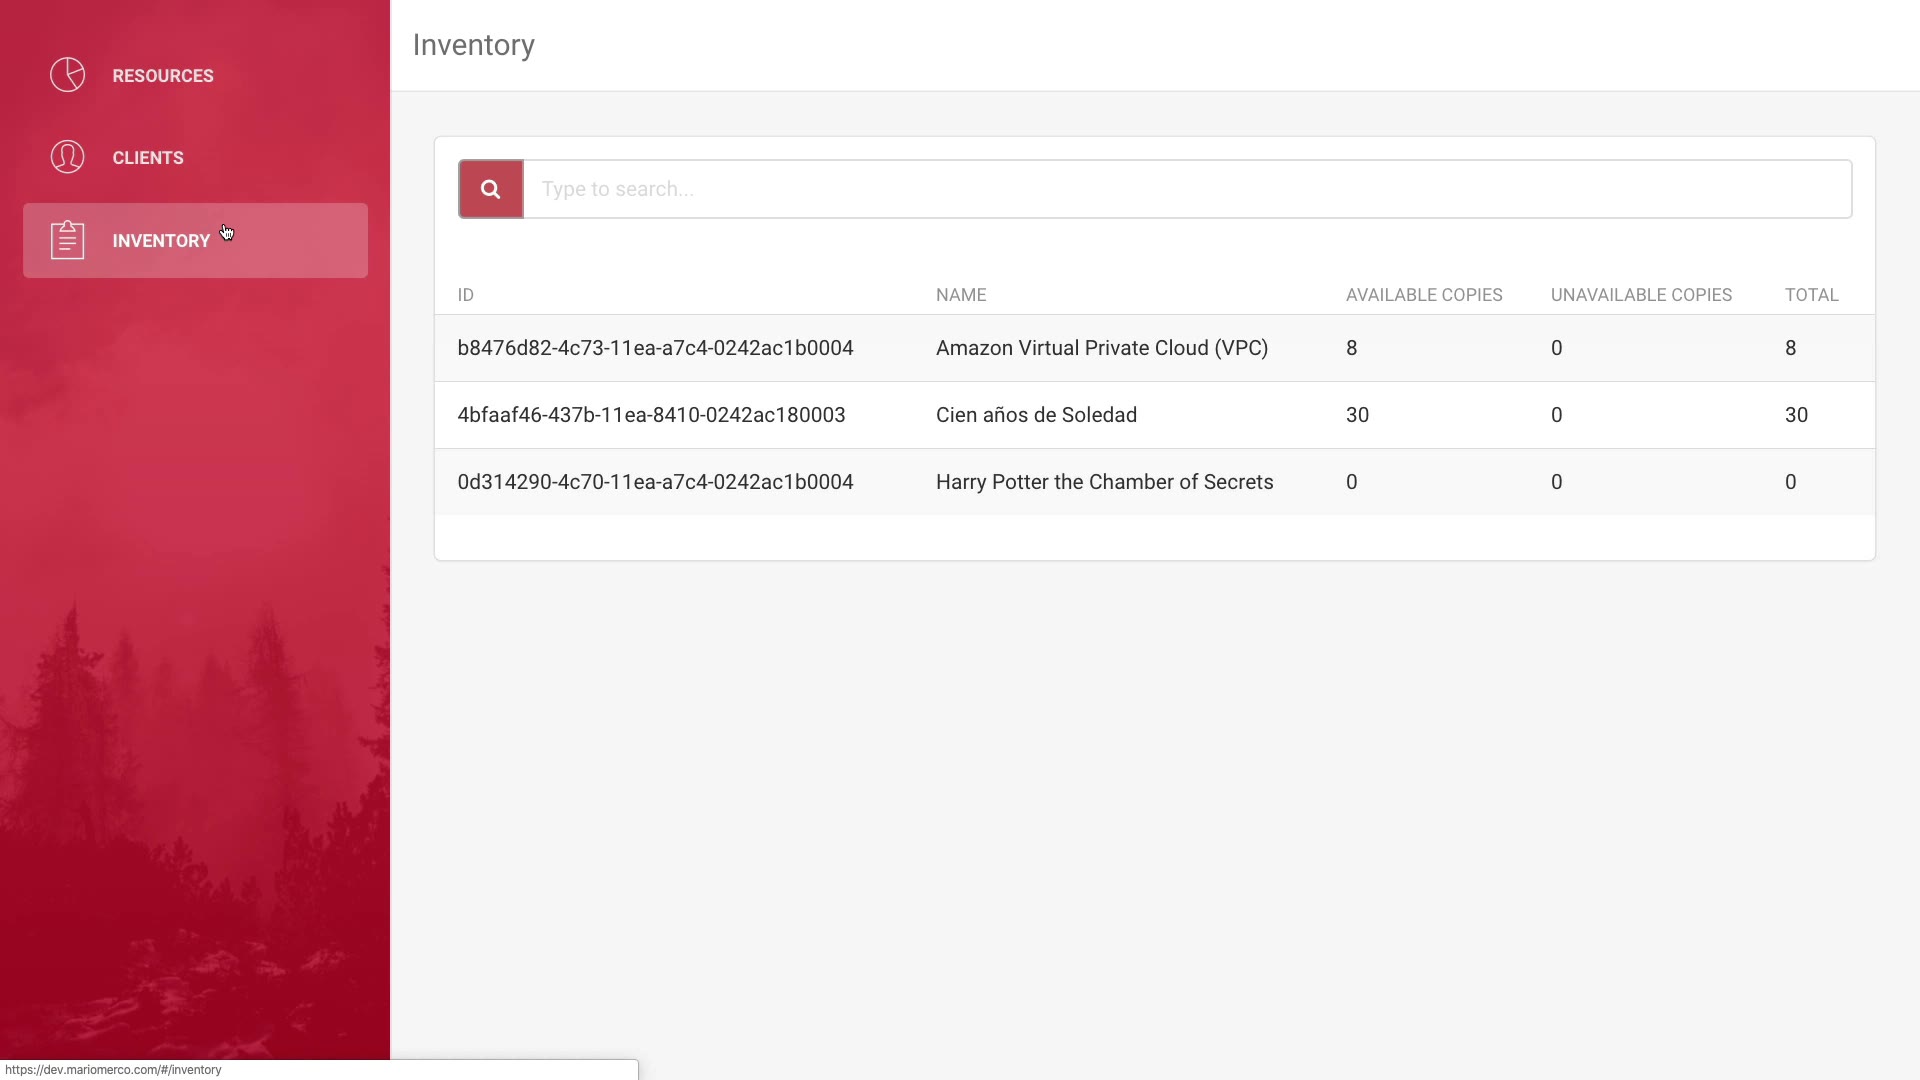 RESOURCES
CLIENTS
INVENTORY
Inventory
Type to search...
ID NAME AVAILABLE COPIES UNAVAILABLE COPIES TOTAL
b8476d82-4c73-11ea-a7c4-0242ac1b0004 Amazon Virtual Private Cloud (VPC) 8 0 8
4bfaaf46-437b-11ea-8410-0242ac180003 Cien años de Soledad 30 0 30
0d314290-4c70-11ea-a7c4-0242ac1b0004 Harry Potter the Chamber of Secrets 0 0 0
https://dev.mariomerco.com/#/inventory